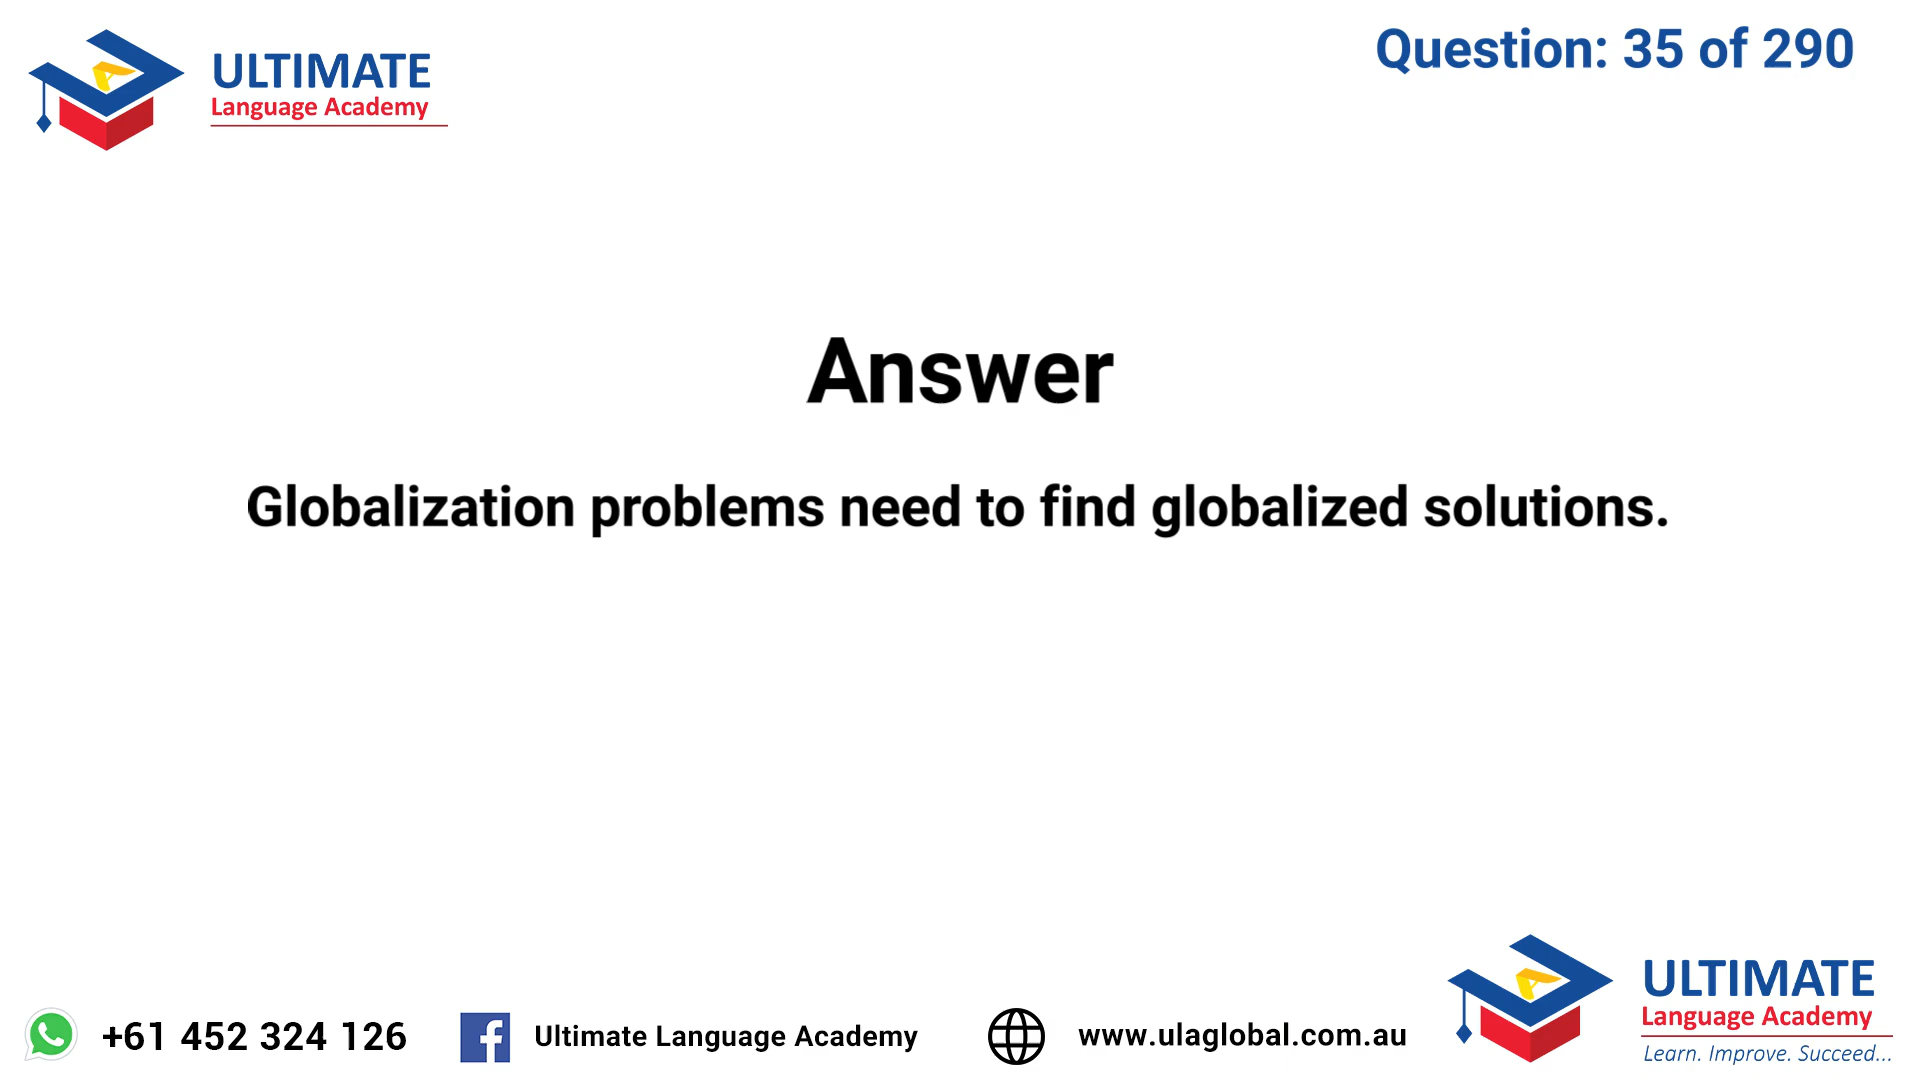 ULTIMATE
Language Academy
Question: 35 of 290
Answer
Globalization problems need to find globalized solutions.
+61 452 324 126
Ultimate Language Academy
www.ulaglobal.com.au
ULTIMATE
Language Academy
Learn. Improve. Succeed...